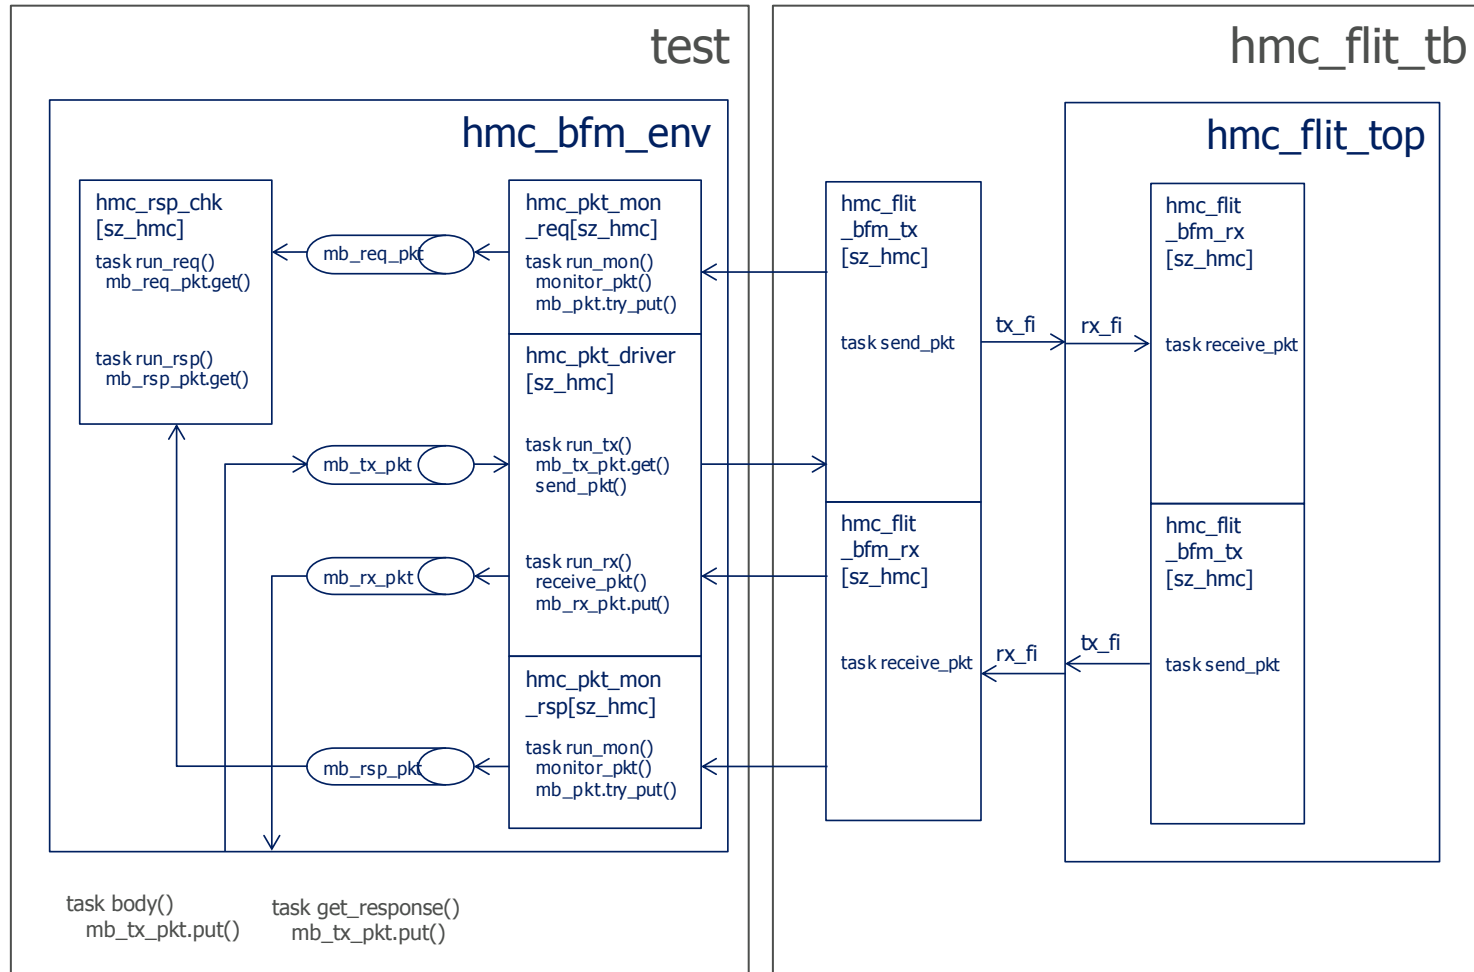 test
hmc_flit_tb
hmc_bfm_env
hmc_flit_top
hmc_rsp_chk
[sz_hmc]
task run_req()
mb_req_pkt.get()
task run_rsp()
mb_rsp_pkt.get()
mb_req_pkt
mb_tx_pkt
mb_rx_pkt
mb_rsp_pkt
hmc_pkt_mon
_req[sz_hmc]
task run_mon()
monitor_pkt()
mb_pkt.try_put()
hmc_pkt_driver
[sz_hmc]
task run_tx()
mb_tx_pkt.get()
send_pkt()
task run_rx()
receive_pkt()
mb_rx_pkt.put()
hmc_pkt_mon
_rsp[sz_hmc]
task run_mon()
monitor_pkt()
mb_pkt.try_put()
hmc_flit
_bfm_tx
[sz_hmc]
task send_pkt
hmc_flit
_bfm_rx
[sz_hmc]
task receive_pkt
tx_fi
rx_fi
rx_fi
tx_fi
hmc_flit
_bfm_rx
[sz_hmc]
task receive_pkt
hmc_flit
_bfm_tx
[sz_hmc]
task send_pkt
task body()
mb_tx_pkt.put()
task get_response()
mb_tx_pkt.put()